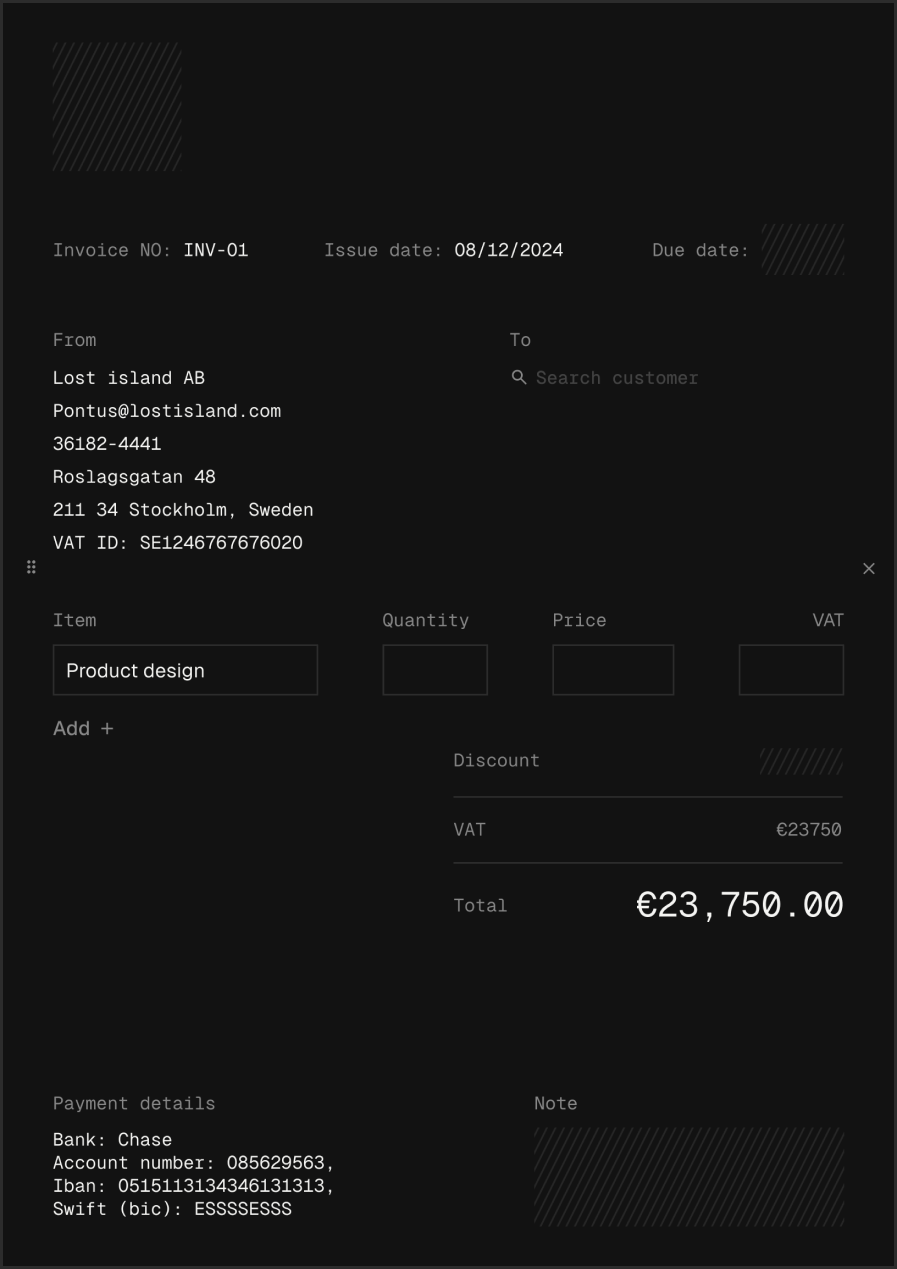 Invoice NO: INV-01 Issue date: 08/12/2024 Due date:
From
Lost island AB
Pontus@lostisland.com
36182-4441
Roslagsgatan 48
211 34 Stockholm, Sweden
VAT ID: SE1246767676020
To
Search customer
Item Quantity Price VAT
Product design
Add +
Discount
VAT €23750
Total €23,750.00
Payment details
Bank: Chase
Account number: 085629563,
Iban: 0515113134346131313,
Swift (bic): ESSSSESSS
Note